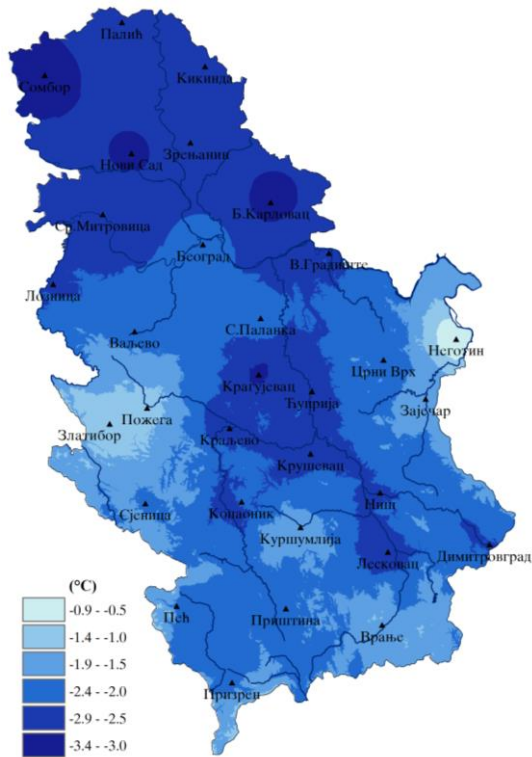 Палић
Кикинда
Сомбор
Зрењанин
Нови Сад
Б.Карловац
Ср.Митровица
Београд
В.Градиште
Лозница
С.Паланка
Ваљево
Неготин
Црни Врх
Крагујевац
Ћуприја
Зајечар
Пожега
Златибор
Краљево
Крушевац
Ниш
Копаоник
Сјеница
Куршумлија
Димитровград
Лесковац
Пећ
Приштина
Врање
Призрен
(°C)
-0.9 - -0.5
-1.4 - -1.0
-1.9 - -1.5
-2.4 - -2.0
-2.9 - -2.5
-3.4 - -3.0